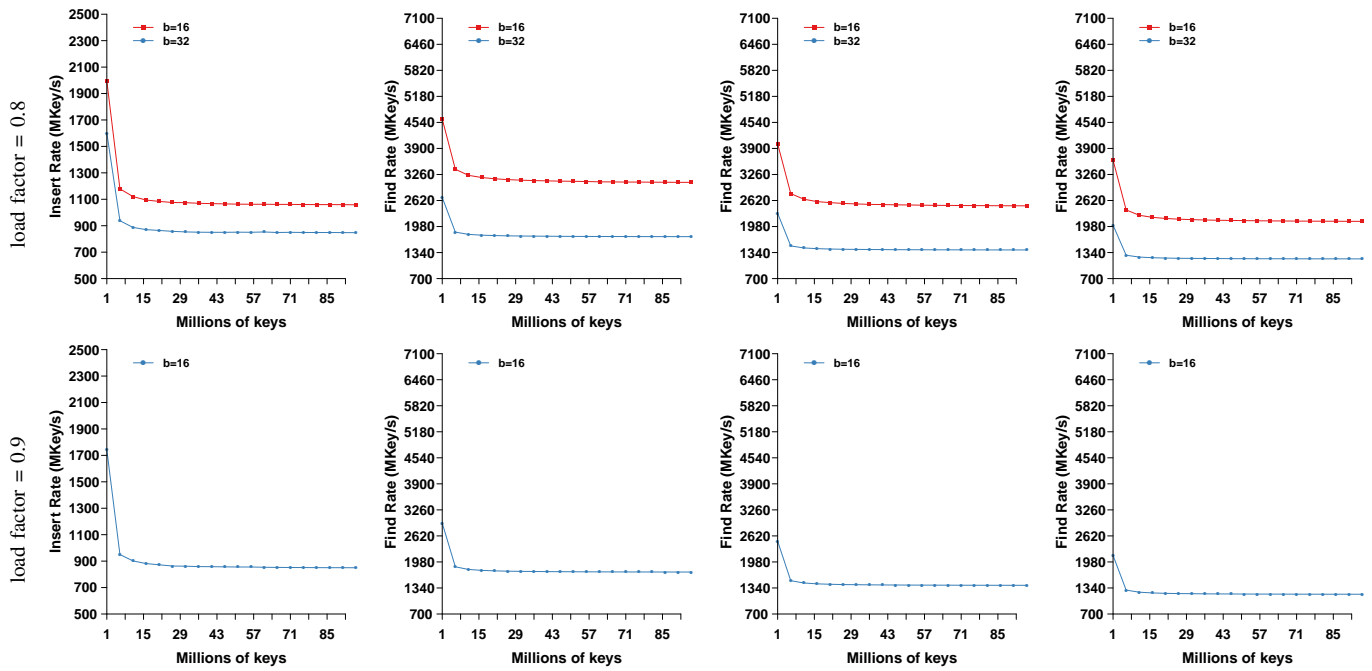 load factor = 0.8
Insert Rate (MKey/s)
2500
2300
2100
1900
1700
1500
1300
1100
900
700
500
b=16
b=32
1 15 29 43 57 71 85
Millions of keys
Find Rate (MKey/s)
7100
6460
5820
5180
4540
3900
3260
2620
1980
1340
700
b=16
b=32
1 15 29 43 57 71 85
Millions of keys
Find Rate (MKey/s)
7100
6460
5820
5180
4540
3900
3260
2620
1980
1340
700
b=16
b=32
1 15 29 43 57 71 85
Millions of keys
Find Rate (MKey/s)
7100
6460
5820
5180
4540
3900
3260
2620
1980
1340
700
b=16
b=32
1 15 29 43 57 71 85
Millions of keys
load factor = 0.9
Insert Rate (MKey/s)
2500
2300
2100
1900
1700
1500
1300
1100
900
700
500
b=16
1 15 29 43 57 71 85
Millions of keys
Find Rate (MKey/s)
7100
6460
5820
5180
4540
3900
3260
2620
1980
1340
700
b=16
1 15 29 43 57 71 85
Millions of keys
Find Rate (MKey/s)
7100
6460
5820
5180
4540
3900
3260
2620
1980
1340
700
b=16
1 15 29 43 57 71 85
Millions of keys
Find Rate (MKey/s)
7100
6460
5820
5180
4540
3900
3260
2620
1980
1340
700
b=16
1 15 29 43 57 71 85
Millions of keys